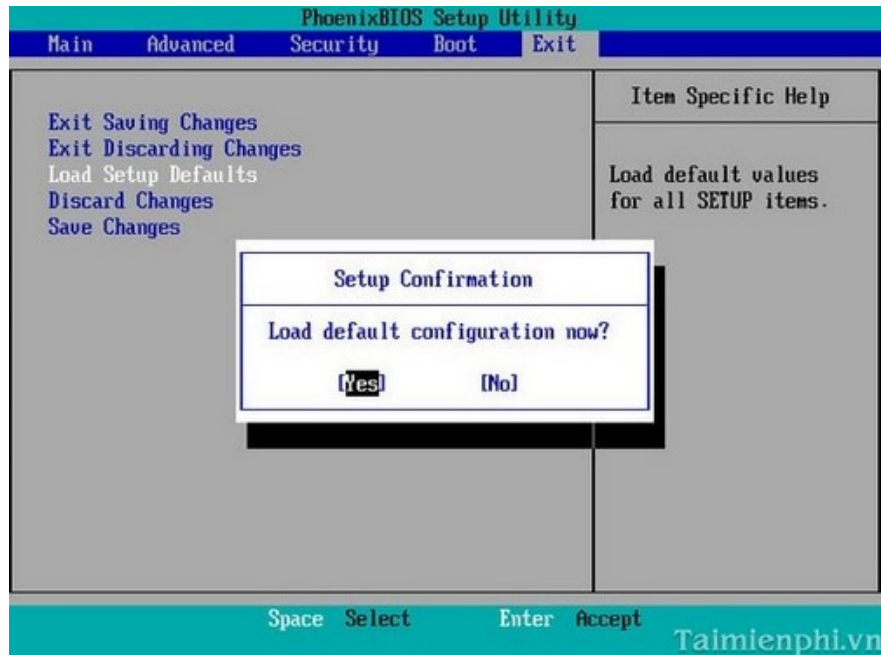 PhoenixBIOS Setup Utility
Main Advanced Security Boot Exit
Item Specific Help
Exit Saving Changes
Exit Discarding Changes
Load Setup Defaults
Discard Changes
Save Changes
Load default values
for all SETUP items.
Setup Confirmation
Load default configuration now?
[Yes] [No]
Space Select Enter Accept
Taimienphi.vn